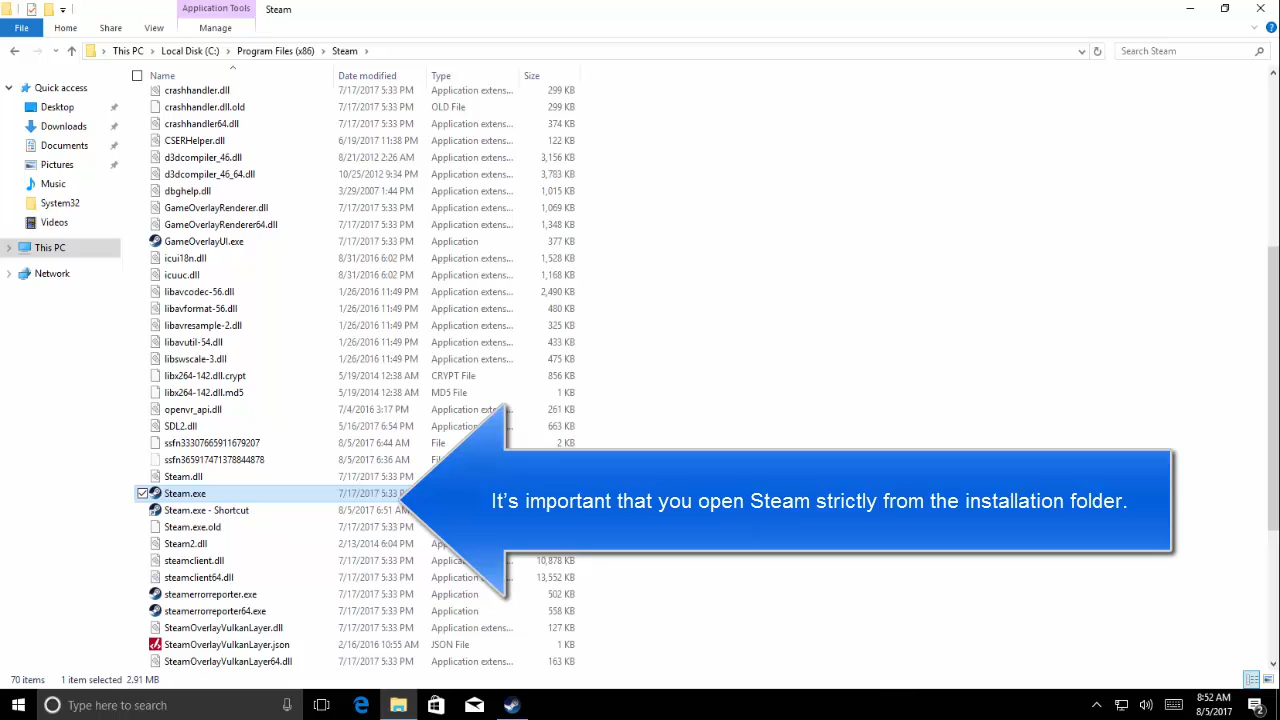 Application Tools Steam
File Home Share View Manage
This PC Local Disk (C:) Program Files (x86) Steam Search Steam
Name Date modified Type Size
Quick access
Desktop
Downloads
Documents
Pictures
Music
System32
Videos
This PC
Network
crashhandler.dll 7/17/2017 5:33 PM Application extens... 299 KB
crashhandler.dll.old 7/17/2017 5:33 PM OLD File 299 KB
crashhandler64.dll 7/17/2017 5:33 PM Application extens... 374 KB
CSERHelper.dll 6/19/2017 11:38 PM Application extens... 122 KB
d3dcompiler_46.dll 8/21/2012 2:26 AM Application extens... 3,156 KB
d3dcompiler_46_64.dll 10/25/2012 9:34 PM Application extens... 3,783 KB
dbghelp.dll 3/29/2007 1:44 PM Application extens... 1,015 KB
GameOverlayRenderer.dll 7/17/2017 5:33 PM Application extens... 1,069 KB
GameOverlayRenderer64.dll 7/17/2017 5:33 PM Application extens... 1,348 KB
GameOverlayUI.exe 7/17/2017 5:33 PM Application 377 KB
icui18n.dll 8/31/2016 6:02 PM Application extens... 1,528 KB
icuuc.dll 8/31/2016 6:02 PM Application extens... 1,168 KB
libavcodec-56.dll 1/26/2016 11:49 PM Application extens... 2,490 KB
libavformat-56.dll 1/26/2016 11:49 PM Application extens... 480 KB
libavresample-2.dll 1/26/2016 11:49 PM Application extens... 325 KB
libavutil-54.dll 1/26/2016 11:49 PM Application extens... 433 KB
libswscale-3.dll 1/26/2016 11:49 PM Application extens... 475 KB
libx264-142.dll.crypt 5/19/2014 12:38 AM CRYPT File 856 KB
libx264-142.dll.md5 5/19/2014 12:38 AM MD5 File 1 KB
openvr_api.dll 7/4/2016 3:17 PM Application extens... 261 KB
SDL2.dll 5/16/2017 6:54 PM Application 663 KB
ssfn33307665911679207 8/5/2017 6:44 AM File 2 KB
ssfn365917471378844878 8/5/2017 6:36 AM
Steam.dll 7/17/2017 5:33 PM
Steam.exe 7/17/2017 5:33
Steam.exe - Shortcut 8/5/2017 6:51 AM
Steam.exe.old 7/17/2017 5:33 PM
Steam2.dll 2/13/2014 6:04 PM
steamclient.dll 7/17/2017 5:33 PM Application extens... 10,878 KB
steamclient64.dll 7/17/2017 5:33 PM Application extens... 13,552 KB
steamerrorreporter.exe 7/17/2017 5:33 PM Application 502 KB
steamerrorreporter64.exe 7/17/2017 5:33 PM Application 558 KB
SteamOverlayVulkanLayer.dll 7/17/2017 5:33 PM Application extens... 127 KB
SteamOverlayVulkanLayer.json 2/16/2016 10:55 AM JSON File 1 KB
SteamOverlayVulkanLayer64.dll 7/17/2017 5:33 PM Application extens... 163 KB
It's important that you open Steam strictly from the installation folder.
70 items 1 item selected 2.91 MB
Type here to search
8:52 AM
8/5/2017
2